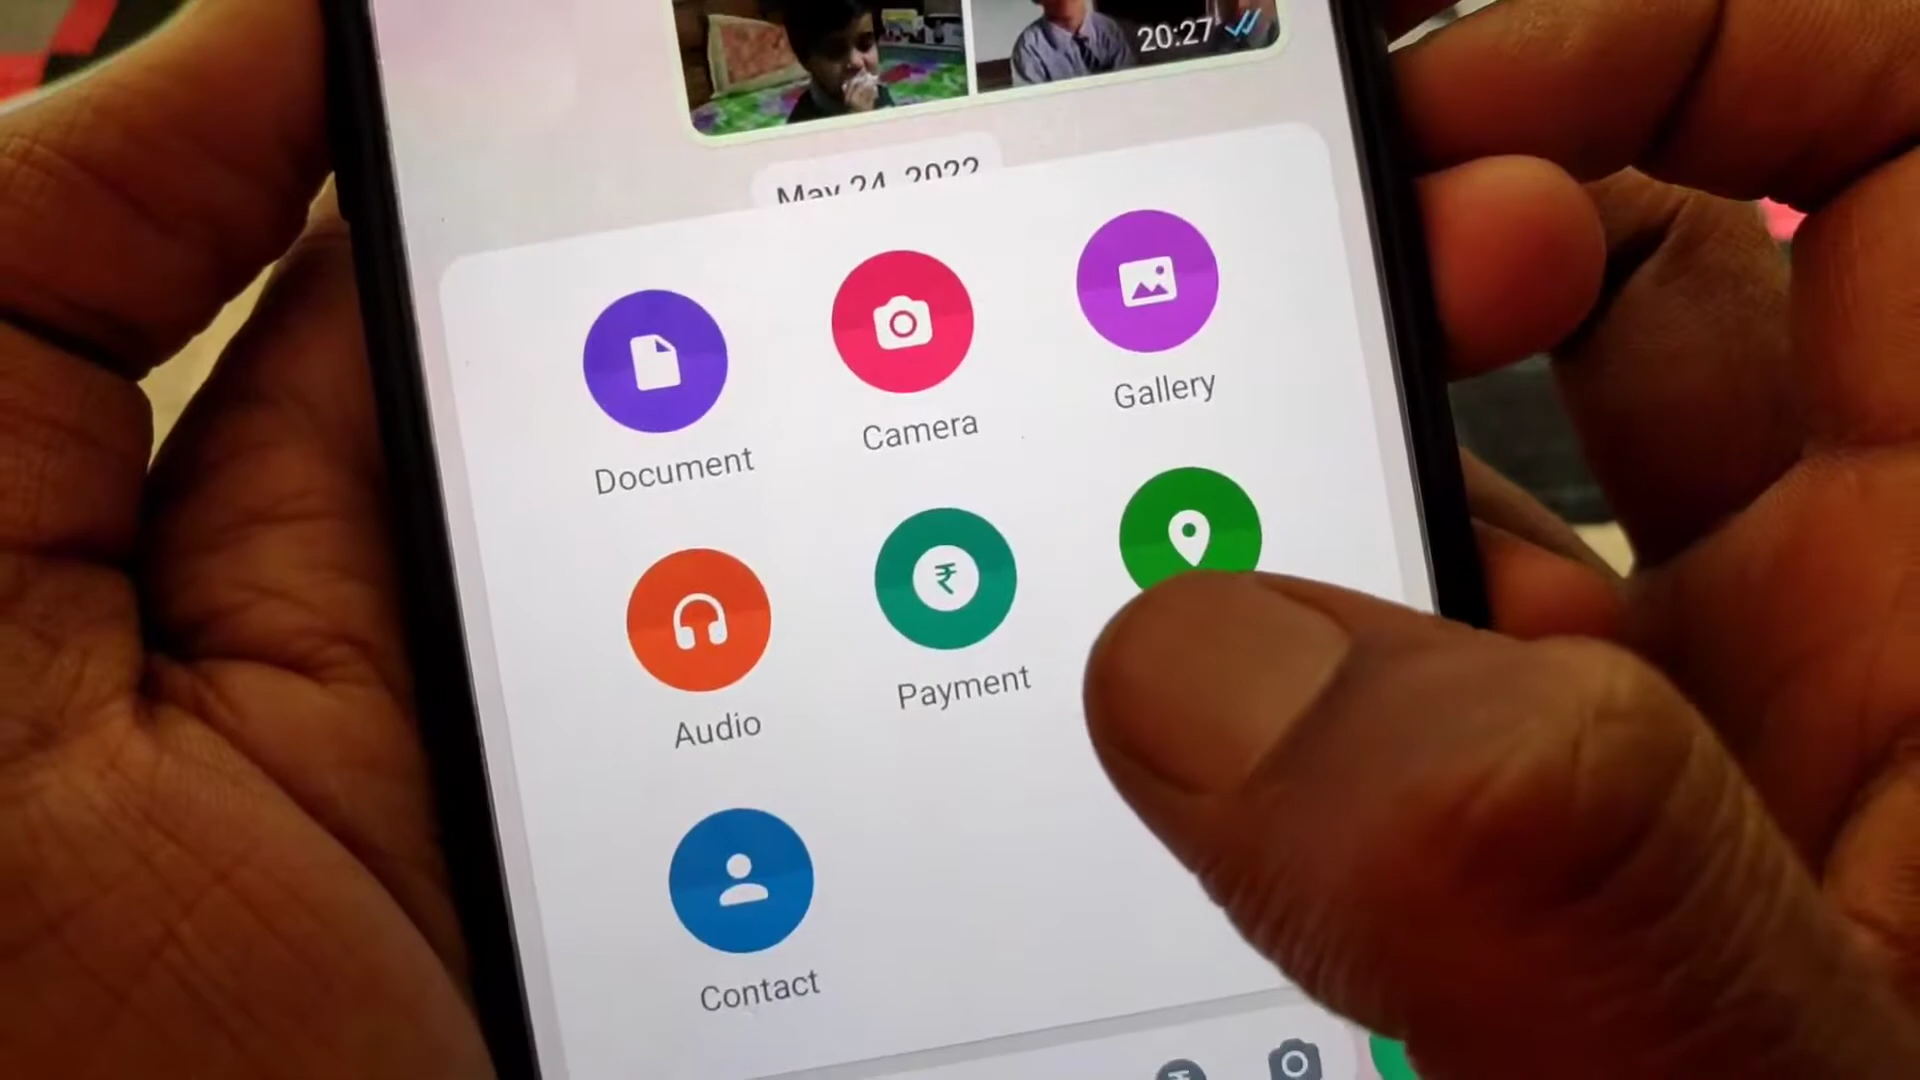 20:27
May 24, 2022
Document
Camera
Gallery
Audio
Payment
₹
Contact